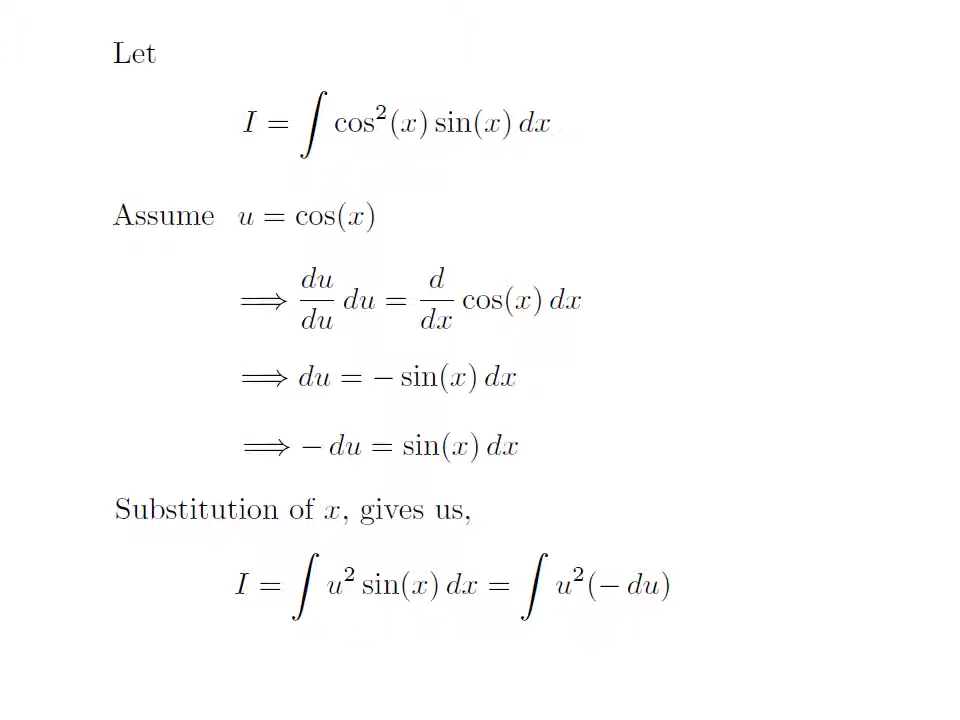 Let
I = ∫ cos²(x) sin(x) dx
Assume u = cos(x)
⟹ du/du du = d/dx cos(x) dx
⟹ du = − sin(x) dx
⟹ − du = sin(x) dx
Substitution of x, gives us,
I = ∫ u² sin(x) dx = ∫ u²(− du)